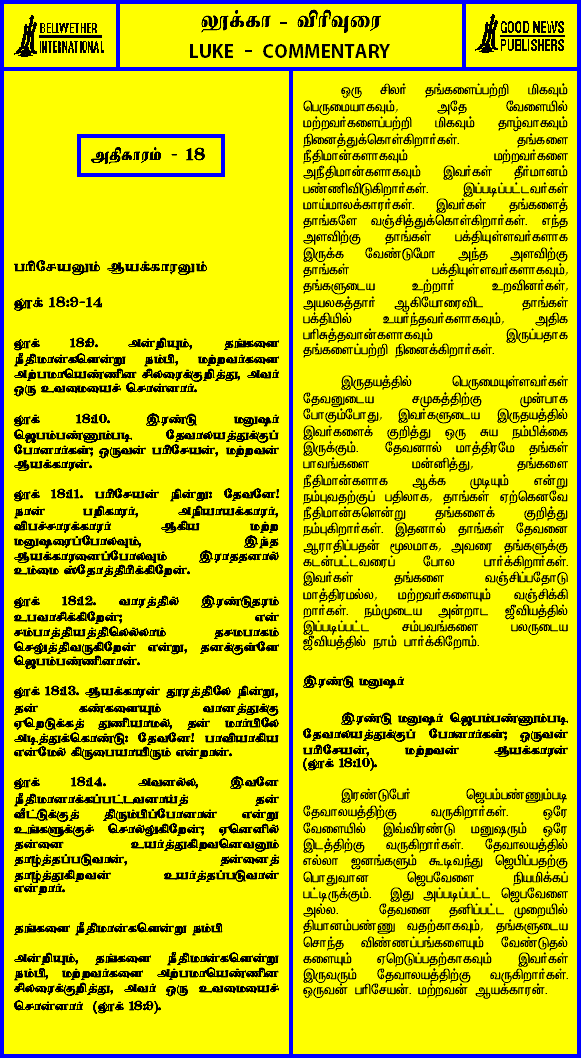 BELWETHER
INTERNATIONAL
லூக்கா - விரிவுரை
LUKE - COMMENTARY
GOOD NEWS
PUBLISHERS
அதிகாரம் - 18
பரிசேயனும் ஆயக்காரனும்
லூக் 18:9-14
லூக் 18:9. அன்றியும், தங்களை
நீதிமான்களென்று நம்பி, மற்றவர்களை
அற்பமாயெண்ணின சிலரைக்குறித்து, அவர்
ஒரு உவமையைச் சொன்னார்.
லூக் 18:10. இரண்டு மனுஷர்
ஜெபம்பண்ணும்படி தேவாலயத்துக்குப்
போனார்கள்; ஒருவன் பரிசேயன், மற்றவன்
ஆயக்காரன்.
லூக் 18:11. பரிசேயன் நின்று: தேவனே!
நான் பறிகாரர், அநியாயக்காரர்,
விபச்சாரக்காரர் ஆகிய மற்ற
மனுஷரைப்போலவும், இந்த
ஆயக்காரனைப்போலவும் இராததனால்
உம்மை ஸ்தோத்திரிக்கிறேன்.
லூக் 18:12. வாரத்தில் இரண்டுதரம்
உபவாசிக்கிறேன்; என்
சம்பாத்தியத்திலெல்லாம் தசமபாகம்
செலுத்திவருகிறேன் என்று, தனக்குள்ளே
ஜெபம்பண்ணினான்.
லூக் 18:13. ஆயக்காரன் தூரத்திலே நின்று,
தன் கண்களையும் வானத்துக்கு
ஏறெடுக்கத் துணியாமல், தன் மார்பிலே
அடித்துக்கொண்டு: தேவனே! பாவியாகிய
என்மேல் கிருபையாயிரும் என்றான்.
லூக் 18:14. அவனல்ல, இவனே
நீதிமானாக்கப்பட்டவனாய்த் தன்
வீட்டுக்குத் திரும்பிப்போனான் என்று
உங்களுக்குச் சொல்லுகிறேன்; ஏனெனில்
தன்னை உயர்த்துகிறவனெவனும்
தாழ்த்தப்படுவான், தன்னைத்
தாழ்த்துகிறவன் உயர்த்தப்படுவான்
என்றார்.
தங்களை நீதிமான்களென்று நம்பி
அன்றியும், தங்களை நீதிமான்களென்று
நம்பி, மற்றவர்களை அற்பமாயெண்ணின
சிலரைக்குறித்து, அவர் ஒரு உவமையைச்
சொன்னார் (லூக் 18:9).
ஒரு சிலர் தங்களைப்பற்றி மிகவும்
பெருமையாகவும், அதே வேளையில்
மற்றவர்களைப்பற்றி மிகவும் தாழ்வாகவும்
நினைத்துக்கொள்கிறார்கள். தங்களை
நீதிமான்களாகவும் மற்றவர்களை
அநீதிமான்களாகவும் இவர்கள் தீர்மானம்
பண்ணிவிடுகிறார்கள். இப்படிப்பட்டவர்கள்
மாய்மாலக்காரர்கள். இவர்கள் தங்களைத்
தாங்களே வஞ்சித்துக்கொள்கிறார்கள். எந்த
அளவிற்கு தாங்கள் பக்தியுள்ளவர்களாக
இருக்க வேண்டுமோ அந்த அளவிற்கு
தாங்கள் பக்தியுள்ளவர்களாகவும்,
தங்களுடைய உற்றார் உறவினர்கள்,
அயலகத்தார் ஆகியோரைவிட தாங்கள்
பக்தியில் உயர்ந்தவர்களாகவும், அதிக
பரிசுத்தவான்களாகவும் இருப்பதாக
தங்களைப்பற்றி நினைக்கிறார்கள்.
இருதயத்தில் பெருமையுள்ளவர்கள்
தேவனுடைய சமுகத்திற்கு முன்பாக
போகும்போது, இவர்களுடைய இருதயத்தில்
இவர்களைக் குறித்து ஒரு சுய நம்பிக்கை
இருக்கும். தேவனால் மாத்திரமே தங்கள்
பாவங்களை மன்னித்து, தங்களை
நீதிமான்களாக ஆக்க முடியும் என்று
நம்புவதற்குப் பதிலாக, தாங்கள் ஏற்கெனவே
நீதிமான்களென்று தங்களைக் குறித்து
நம்புகிறார்கள். இதனால் தாங்கள் தேவனை
ஆராதிப்பதன் மூலமாக, அவரை தங்களுக்கு
கடன்பட்டவரைப் போல பார்க்கிறார்கள்.
இவர்கள் தங்களை வஞ்சிப்பதோடு
மாத்திரமல்ல, மற்றவர்களையும் வஞ்சிக்கி
றார்கள். நம்முடைய அன்றாட ஜீவியத்தில்
இப்படிப்பட்ட சம்பவங்களை பலருடைய
ஜீவியத்தில் நாம் பார்க்கிறோம்.
இரண்டு மனுஷர்
இரண்டு மனுஷர் ஜெபம்பண்ணும்படி
தேவாலயத்துக்குப் போனார்கள்; ஒருவன்
பரிசேயன், மற்றவன் ஆயக்காரன்
(லூக் 18:10).
இரண்டுபேர் ஜெபம்பண்ணும்படி
தேவாலயத்திற்கு வருகிறார்கள். ஒரே
வேளையில் இவ்விரண்டு மனுஷரும் ஒரே
இடத்திற்கு வருகிறார்கள். தேவாலயத்தில்
எல்லா ஜனங்களும் கூடிவந்து ஜெபிப்பதற்கு
பொதுவான ஜெபவேளை நியமிக்கப்
பட்டிருக்கும். இது அப்படிப்பட்ட ஜெபவேளை
அல்ல. தேவனை தனிப்பட்ட முறையில்
தியானம்பண்ணு வதற்காகவும், தங்களுடைய
சொந்த விண்ணப்பங்களையும் வேண்டுதல்
களையும் ஏறெடுப்பதற்காகவும் இவர்கள்
இருவரும் தேவாலயத்திற்கு வருகிறார்கள்.
ஒருவன் பரிசேயன். மற்றவன் ஆயக்காரன்.